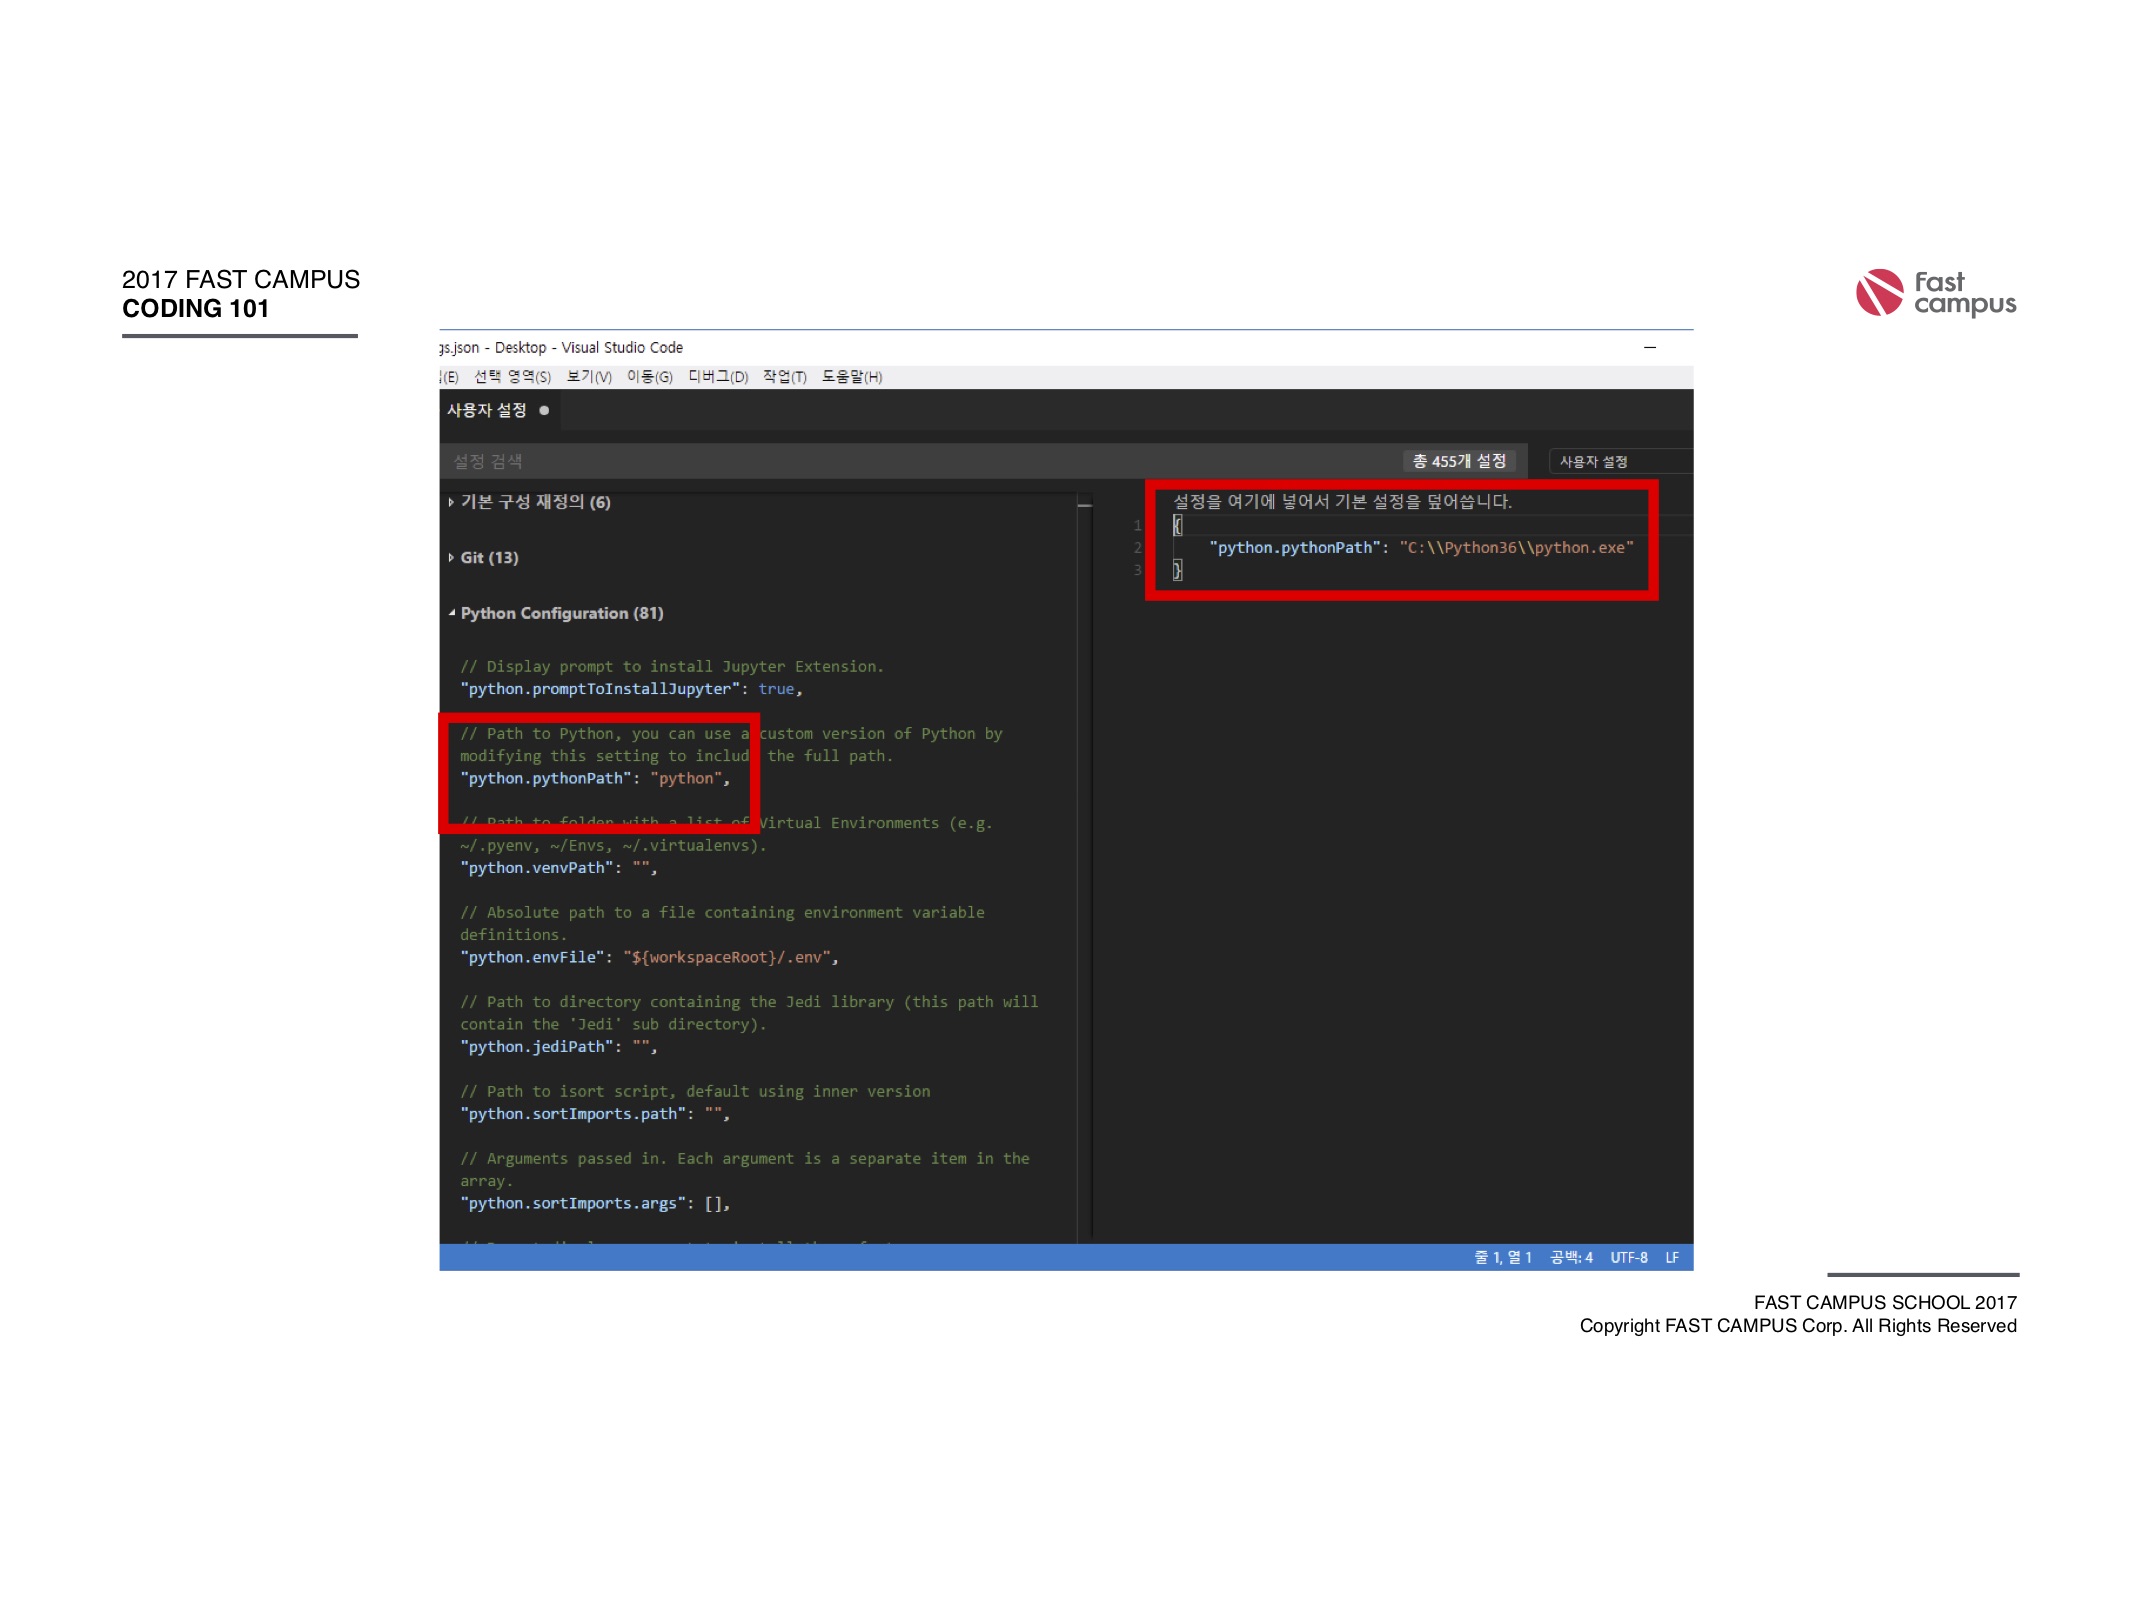 2017 FAST CAMPUS
CODING 101
Fast
campus
gs.json - Desktop - Visual Studio Code
(E) 선택 영역(S) 보기(V) 이동(G) 디버그(D) 작업(T) 도움말(H)
사용자 설정
설정 검색
총 455개 설정
사용자 설정
기본 구성 재정의 (6)
Git (13)
Python Configuration (81)
// Display prompt to install Jupyter Extension.
"python.promptToInstallJupyter": true,
// Path to Python, you can use a custom version of Python by
modifying this setting to includ the full path.
"python.pythonPath": "python",
// Path to folder with a list of Virtual Environments (e.g.
~/.pyenv, ~/Envs, ~/.virtualenvs).
"python.venvPath": "",
// Absolute path to a file containing environment variable
definitions.
"python.envFile": "${workspaceRoot}/.env",
// Path to directory containing the Jedi library (this path will
contain the 'Jedi' sub directory).
"python.jediPath": "",
// Path to isort script, default using inner version
"python.sortImports.path": "",
// Arguments passed in. Each argument is a separate item in the
array.
"python.sortImports.args": [],
설정을 여기에 넣어서 기본 설정을 덮어씁니다.
1 {
2 "python.pythonPath": "C:\\Python36\\python.exe"
3 }
줄 1, 열 1 공백: 4 UTF-8 LF
FAST CAMPUS SCHOOL 2017
Copyright FAST CAMPUS Corp. All Rights Reserved